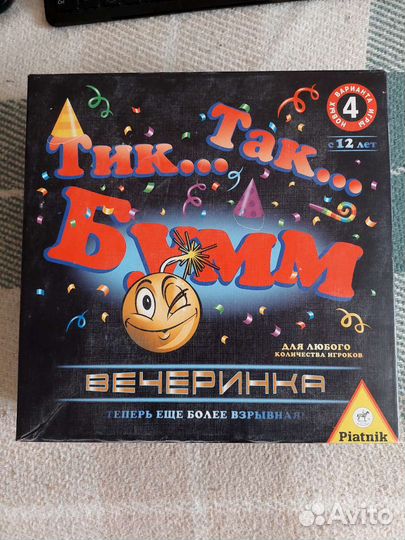 4
НОВЫХ ВАРИАНТА ИГРЫ
с 12 лет
Тик... Так...
БУММ
ДЛЯ ЛЮБОГО
КОЛИЧЕСТВА ИГРОКОВ
ВЕЧЕРИНКА
ТЕПЕРЬ ЕЩЕ БОЛЕЕ ВЗРЫВНАЯ!
Piatnik
Avito